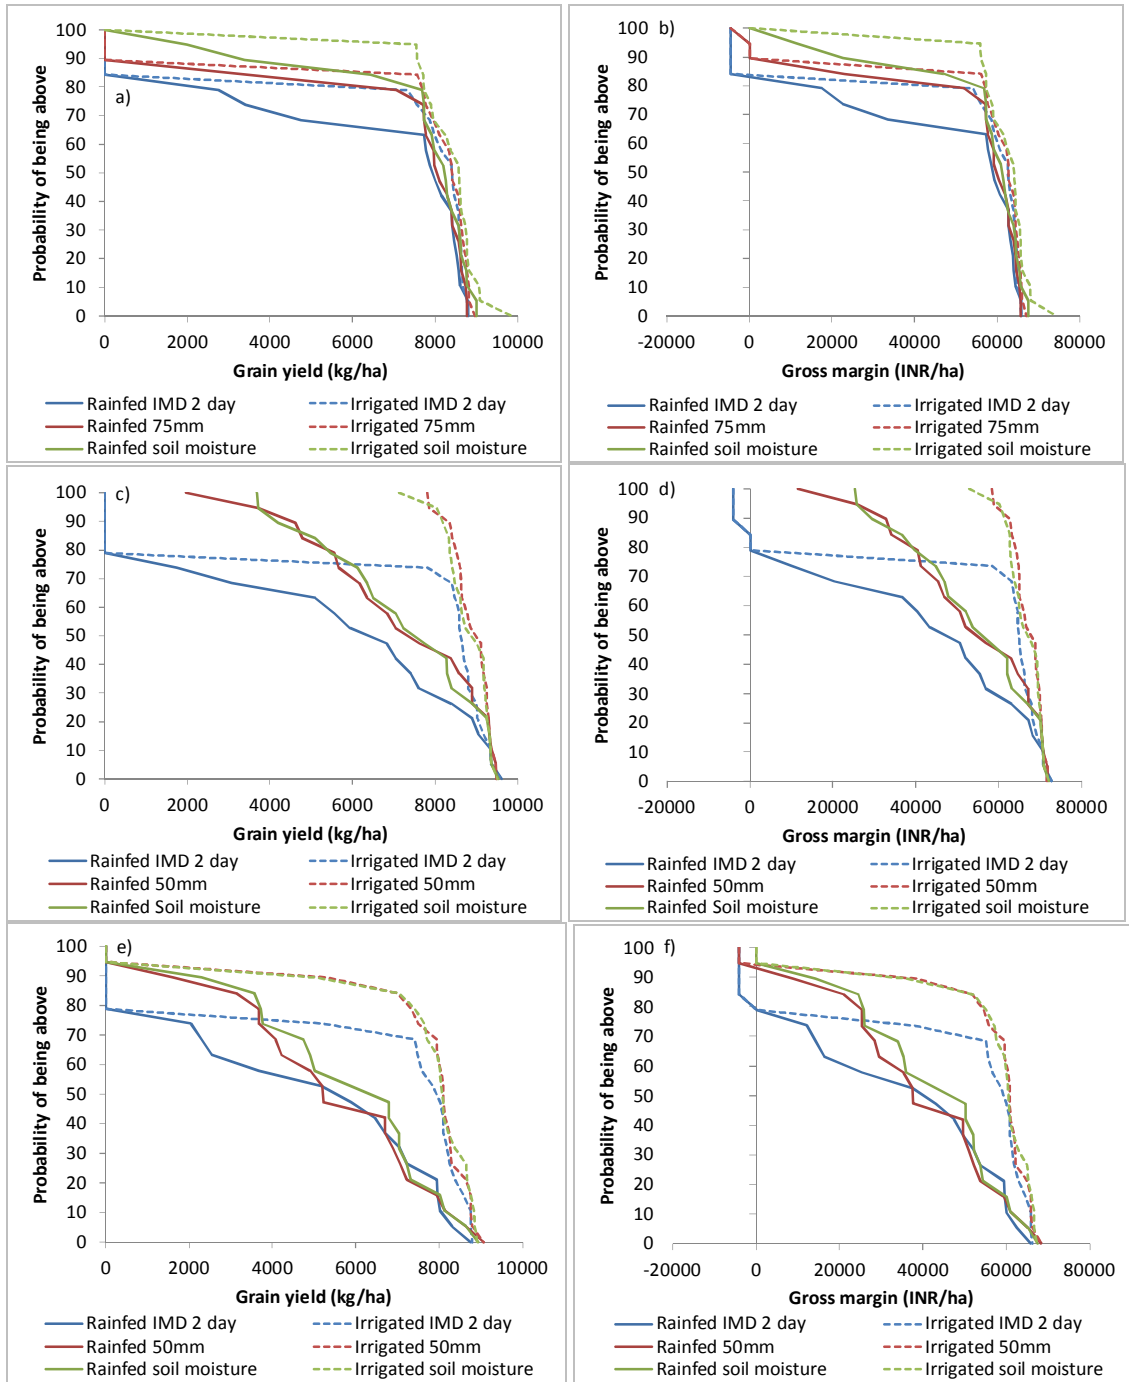 a)
Probability of being above
100
90
80
70
60
50
40
30
20
10
0
0 2000 4000 6000 8000 10000
Grain yield (kg/ha)
Rainfed IMD 2 day Irrigated IMD 2 day
Rainfed 75mm Irrigated 75mm
Rainfed soil moisture Irrigated soil moisture
b)
Probability of being above
100
90
80
70
60
50
40
30
20
10
0
-20000 0 20000 40000 60000 80000
Gross margin (INR/ha)
Rainfed IMD 2 day Irrigated IMD 2 day
Rainfed 75mm Irrigated 75mm
Rainfed soil moisture Irrigated soil moisture
c)
Probability of being above
100
90
80
70
60
50
40
30
20
10
0
0 2000 4000 6000 8000 10000
Grain yield (kg/ha)
Rainfed IMD 2 day Irrigated IMD 2 day
Rainfed 50mm Irrigated 50mm
Rainfed Soil moisture Irrigated soil moisture
d)
Probability of being above
100
90
80
70
60
50
40
30
20
10
0
-20000 0 20000 40000 60000 80000
Gross margin (INR/ha)
Rainfed IMD 2 day Irrigated IMD 2 day
Rainfed 50mm Irrigated 50mm
Rainfed Soil moisture Irrigated soil moisture
e)
Probability of being above
100
90
80
70
60
50
40
30
20
10
0
0 2000 4000 6000 8000 10000
Grain yield (kg/ha)
Rainfed IMD 2 day Irrigated IMD 2 day
Rainfed 50mm Irrigated 50mm
Rainfed soil moisture Irrigated soil moisture
f)
Probability of being above
100
90
80
70
60
50
40
30
20
10
0
-20000 0 20000 40000 60000 80000
Gross margin (INR/ha)
Rainfed IMD 2 day Irrigated IMD 2 day
Rainfed 50mm Irrigated 50mm
Rainfed soil moisture Irrigated soil moisture